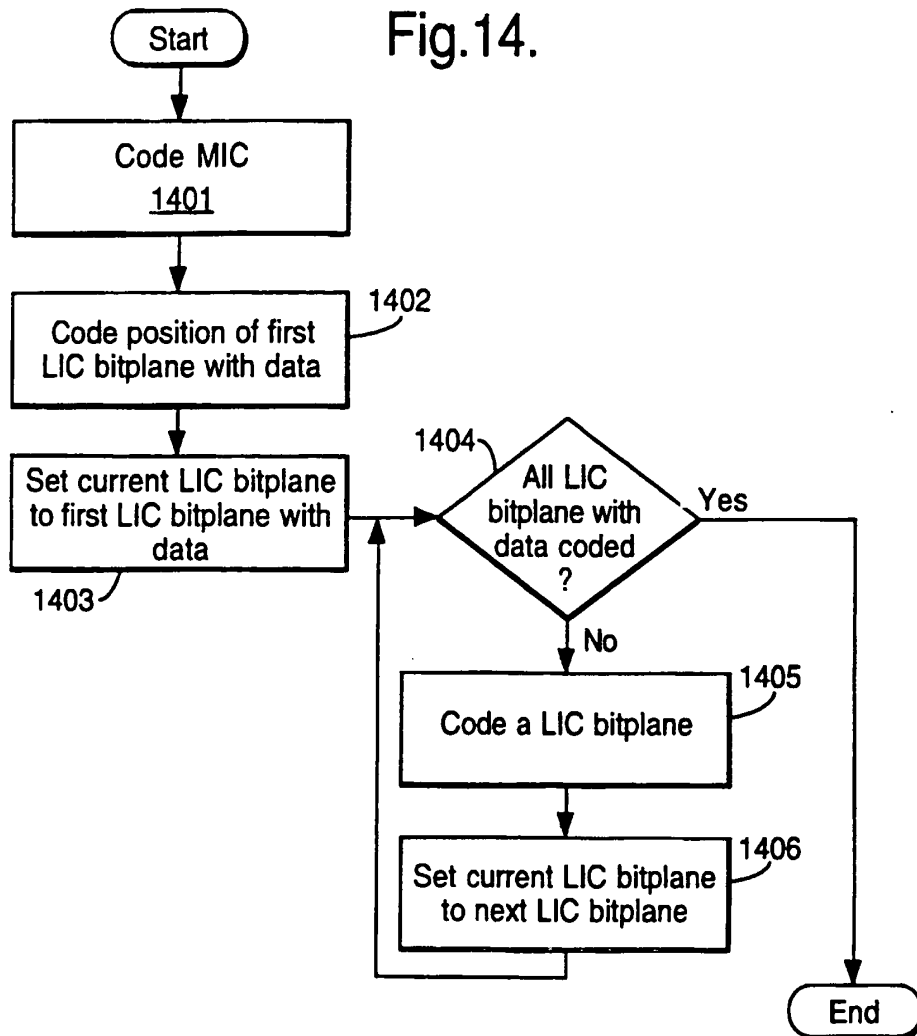 Fig.14.
Start
Code MIC
1401
1402
Code position of first
LIC bitplane with data
Set current LIC bitplane
to first LIC bitplane with
data
1403
1404
All LIC
bitplane with
data coded
?
Yes
No
1405
Code a LIC bitplane
1406
Set current LIC bitplane
to next LIC bitplane
End